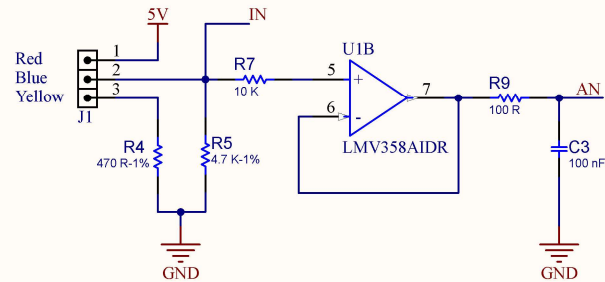 5V
IN
Red
1
Blue
2
Yellow
3
J1
R7
10 K
U1B
5
+
6
-
7
LMV358AIDR
R9
100 R
AN
R4
470 R-1%
R5
4.7 K-1%
C3
100 nF
GND
GND